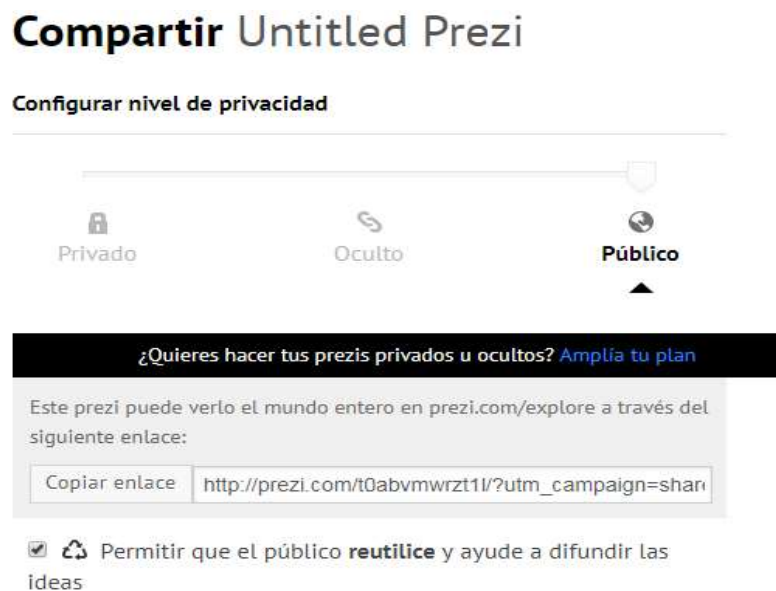 Compartir Untitled Prezi
Configurar nivel de privacidad
Privado Oculto Público
¿Quieres hacer tus prezis privados u ocultos? Amplía tu plan
Este prezi puede verlo el mundo entero en prezi.com/explore a través del
siguiente enlace:
Copiar enlace http://prezi.com/t0abvmwrzt1l/?utm_campaign=share
Permitir que el público reutilice y ayude a difundir las
ideas